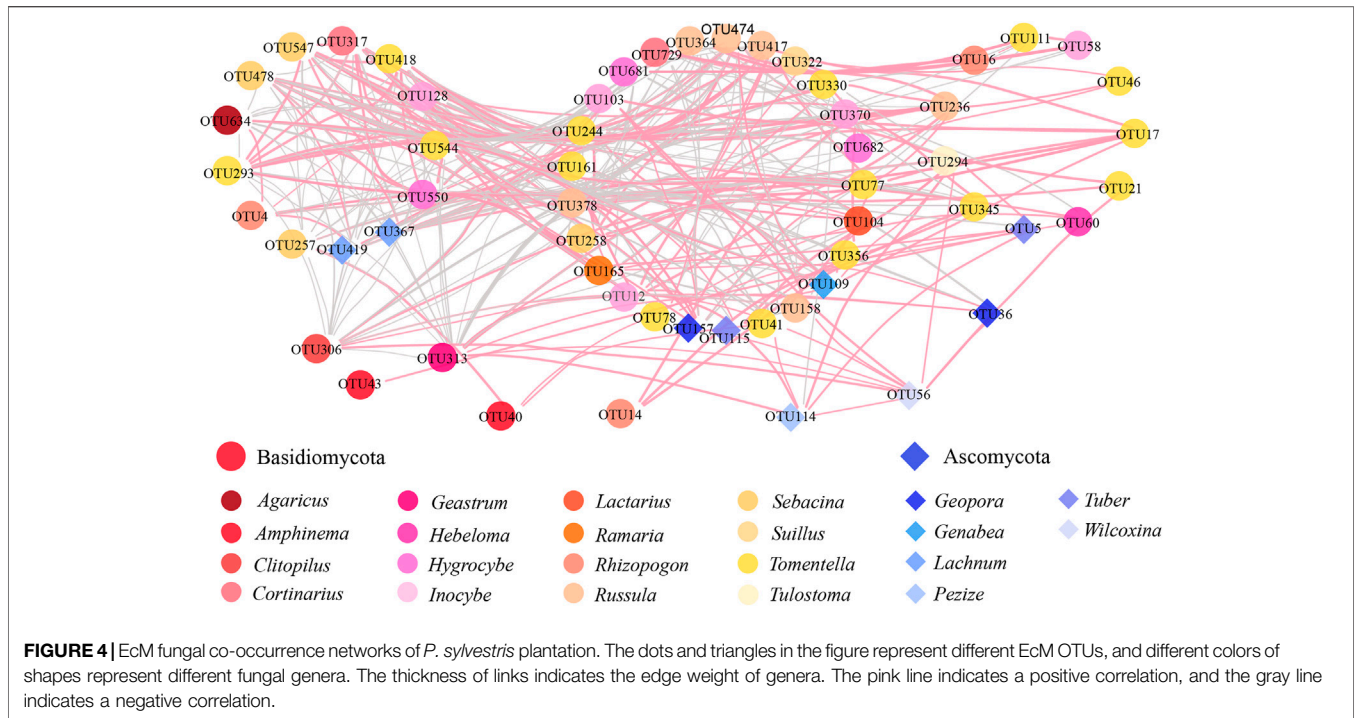 OTU474
OTU547 OTU317 OTU364 OTU417 OTU111 OTU58
OTU418 OTU729 OTU322 OTU16
OTU478 OTU681 OTU330 OTU46
OTU128 OTU103 OTU370 OTU236
OTU634 OTU244 OTU17
OTU544 OTU682
OTU293 OTU161 OTU294
OTU550 OTU77 OTU21
OTU4 OTU378 OTU345
OTU257 OTU419 OTU367 OTU258 OTU104 OTU5 OTU60
OTU165 OTU356
OTU12 OTU109
OTU78 OTU157 OTU115 OTU41 OTU158 OTU36
OTU306 OTU313
OTU43 OTU56
OTU40 OTU14 OTU114
Basidiomycota Ascomycota
Agaricus Geastrum Lactarius Sebacina Geopora Tuber
Amphinema Hebeloma Ramaria Suillus Genabea Wilcoxina
Clitopilus Hygrocybe Rhizopogon Tomentella Lachnum
Cortinarius Inocybe Russula Tulostoma Pezize
FIGURE 4 | EcM fungal co-occurrence networks of P. sylvestris plantation. The dots and triangles in the figure represent different EcM OTUs, and different colors of
shapes represent different fungal genera. The thickness of links indicates the edge weight of genera. The pink line indicates a positive correlation, and the gray line
indicates a negative correlation.